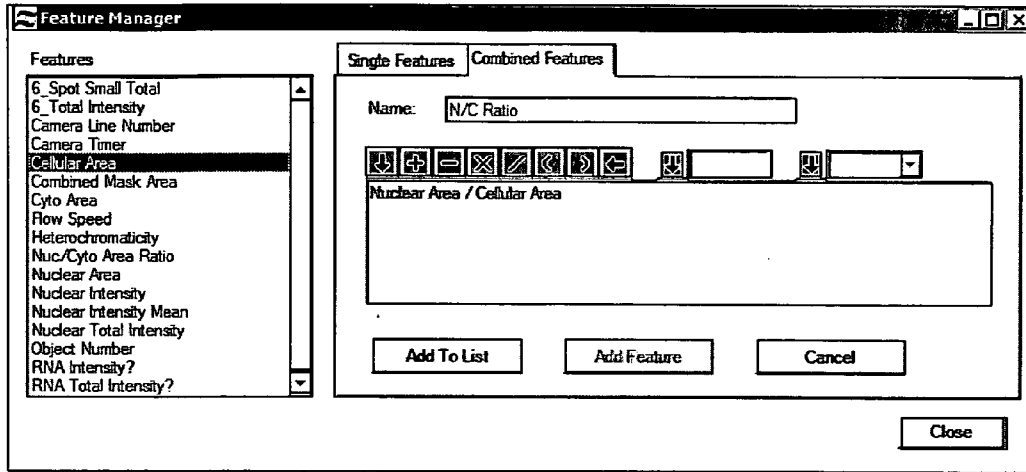 Feature Manager
Features
6_Spot Small Total
6_Total Intensity
Camera Line Number
Camera Timer
Cellular Area
Combined Mask Area
Cyto Area
Flow Speed
Heterochromaticity
Nuc/Cyto Area Ratio
Nuclear Area
Nuclear Intensity
Nuclear Intensity Mean
Nuclear Total Intensity
Object Number
RNA Intensity?
RNA Total Intensity?
Single Features
Combined Features
Name:
N/C Ratio
Nuclear Area / Cellular Area
Add To List
Add Feature
Cancel
Close